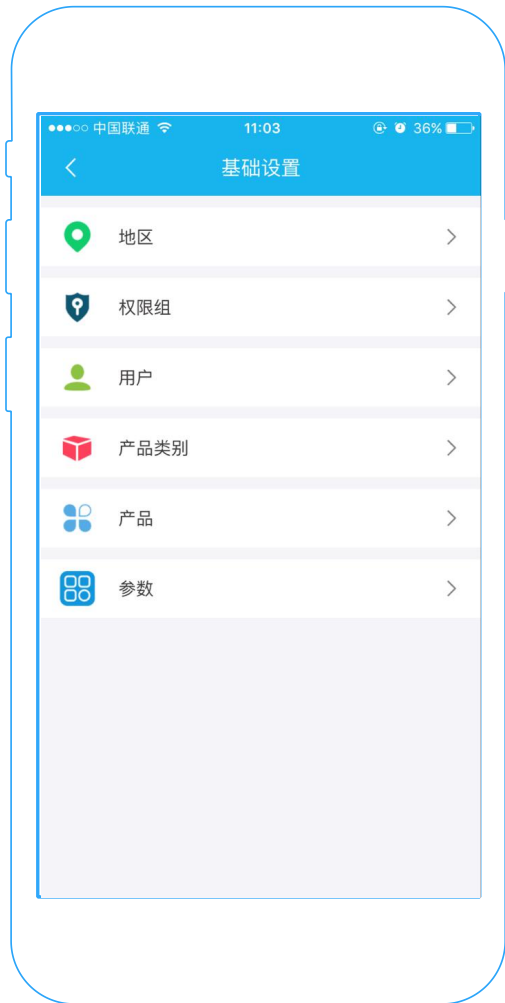 中国联通 11:03 36%
基础设置
地区
权限组
用户
产品类别
产品
参数